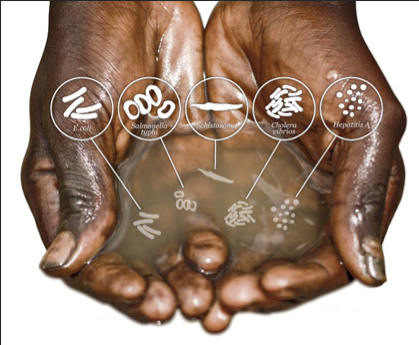 E.coli
Salmonella
typhi
Schistosoma
Cholera
vibrios
Hepatitis A